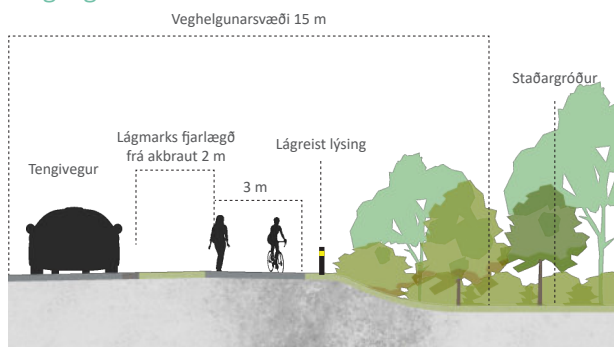 Veghelgunarsvæði 15 m
Staðargróður
Lágmarks fjarlægð
frá akbraut 2 m
Lágreist lýsing
Tengivegur
3 m